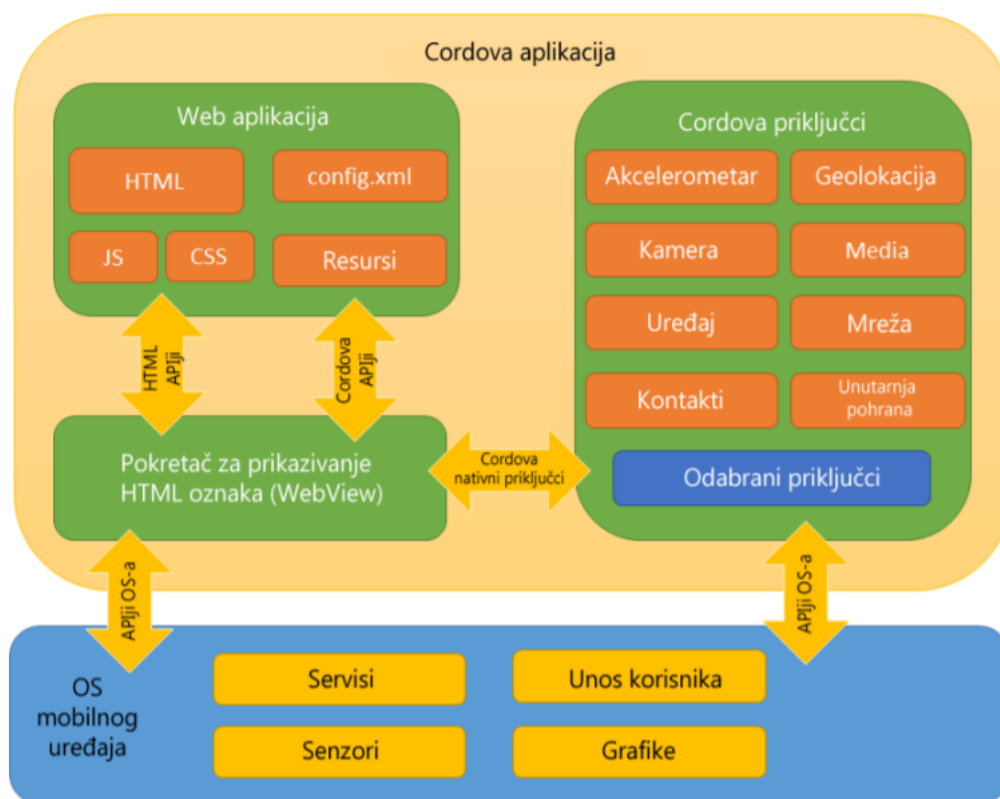 Cordova aplikacija
Web aplikacija
HTML
config.xml
JS
CSS
Resursi
HTML
APIji
Cordova
APIji
Pokretač za prikazivanje
HTML oznaka (WebView)
Cordova
nativni priključci
Cordova priključci
Akcelerometar
Geolokacija
Kamera
Media
Uređaj
Mreža
Kontakti
Unutarnja
pohrana
Odabrani priključci
APIji OS-a
APIji OS-a
OS
mobilnog
uređaja
Servisi
Unos korisnika
Senzori
Grafike